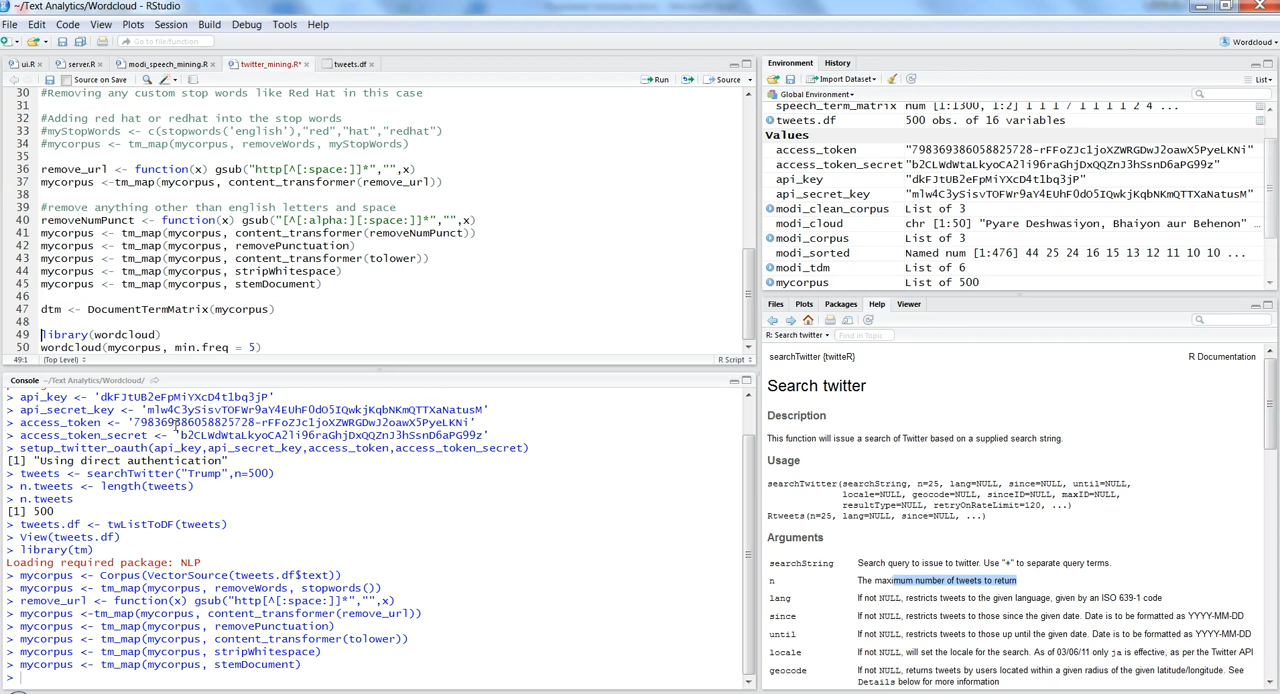 ~/Text Analytics/Wordcloud - RStudio
File Edit Code View Plots Session Build Debug Tools Help
Go to file/function
Wordcloud
ui.R server.R modi_speech_mining.R twitter_mining.R* tweets.df
Source on Save Run Source
30 #Removing any custom stop words like Red Hat in this case
31
32 #Adding red hat or redhat into the stop words
33 #myStopWords <- c(stopwords('english'),"red","hat","redhat")
34 #mycorpus <- tm_map(mycorpus, removeWords, myStopWords)
35
36 remove_url <- function(x) gsub("http[^[:space:]]*","",x)
37 mycorpus <-tm_map(mycorpus, content_transformer(remove_url))
38
39 #remove anything other than english letters and space
40 removeNumPunct <- function(x) gsub("[^[:alpha:][:space:]]*","",x)
41 mycorpus <- tm_map(mycorpus, content_transformer(removeNumPunct))
42 mycorpus <- tm_map(mycorpus, removePunctuation)
43 mycorpus <- tm_map(mycorpus, content_transformer(tolower))
44 mycorpus <- tm_map(mycorpus, stripWhitespace)
45 mycorpus <- tm_map(mycorpus, stemDocument)
46
47 dtm <- DocumentTermMatrix(mycorpus)
48
49 library(wordcloud)
50 wordcloud(mycorpus, min.freq = 5)
49:1 (Top Level) R Script
Console ~/Text Analytics/Wordcloud/
> api_key <- 'dkFJtUB2eFpMiYXcD4t1bq3jP'
> api_secret_key <- 'mlw4C3ySisvTOFWr9aY4EUhF0dO5IQwkjKqbNKmQTTXaNatusM'
> access_token <- '798369386058825728-rFFoZJc1joXZWRGDwJ2oawX5PyeLKNi'
> access_token_secret <- 'b2CLWdWtaLkyoCA2li96raGhjDxQQZnJ3hSsnD6aPG99z'
> setup_twitter_oauth(api_key,api_secret_key,access_token,access_token_secret)
[1] "Using direct authentication"
> tweets <- searchTwitter("Trump",n=500)
> n.tweets <- length(tweets)
> n.tweets
[1] 500
> tweets.df <- twListToDF(tweets)
> View(tweets.df)
> library(tm)
Loading required package: NLP
> mycorpus <- Corpus(VectorSource(tweets.df$text))
> mycorpus <- tm_map(mycorpus, removeWords, stopwords())
> remove_url <- function(x) gsub("http[^[:space:]]*","",x)
> mycorpus <-tm_map(mycorpus, content_transformer(remove_url))
> mycorpus <- tm_map(mycorpus, removePunctuation)
> mycorpus <- tm_map(mycorpus, content_transformer(tolower))
> mycorpus <- tm_map(mycorpus, stripWhitespace)
> mycorpus <- tm_map(mycorpus, stemDocument)
>
Environment History
Import Dataset List
Global Environment
speech_term_matrix num [1:1300, 1:2] 1 1 1 7 1 1 1 1 2 4 ...
tweets.df 500 obs. of 16 variables
Values
access_token "798369386058825728-rFFoZJc1joXZWRGDwJ2oawX5PyeLKNi"
access_token_secret "b2CLWdWtaLkyoCA2li96raGhjDxQQZnJ3hSsnD6aPG99z"
api_key "dkFJtUB2eFpMiYXcD4t1bq3jP"
api_secret_key "mlw4C3ySisvTOFWr9aY4EUhF0dO5IQwkjKqbNKmQTTXaNatusM"
modi_clean_corpus List of 3
modi_cloud chr [1:50] "Pyare Deshwasiyon, Bhaiyon aur Behenon" ...
modi_corpus List of 3
modi_sorted Named num [1:476] 44 25 24 16 15 13 12 11 10 10 ...
modi_tdm List of 6
mycorpus List of 500
Files Plots Packages Help Viewer
R: Search twitter Find in Topic
searchTwitter {twitteR} R Documentation
Search twitter
Description
This function will issue a search of Twitter based on a supplied search string.
Usage
searchTwitter(searchString, n=25, lang=NULL, since=NULL, until=NULL,
locale=NULL, geocode=NULL, sinceID=NULL, maxID=NULL,
resultType=NULL, retryOnRateLimit=120, ...)
Rtweets(n=25, lang=NULL, since=NULL, ...)
Arguments
searchString Search query to issue to twitter. Use "+" to separate query terms.
n The maximum number of tweets to return
lang If not NULL, restricts tweets to the given language, given by an ISO 639-1 code
since If not NULL, restricts tweets to those since the given date. Date is to be formatted as YYYY-MM-DD
until If not NULL, restricts tweets to those up until the given date. Date is to be formatted as YYYY-MM-DD
locale If not NULL, will set the locale for the search. As of 03/06/11 only ja is effective, as per the Twitter API
geocode If not NULL, returns tweets by users located within a given radius of the given latitude/longitude. See
Details below for more information